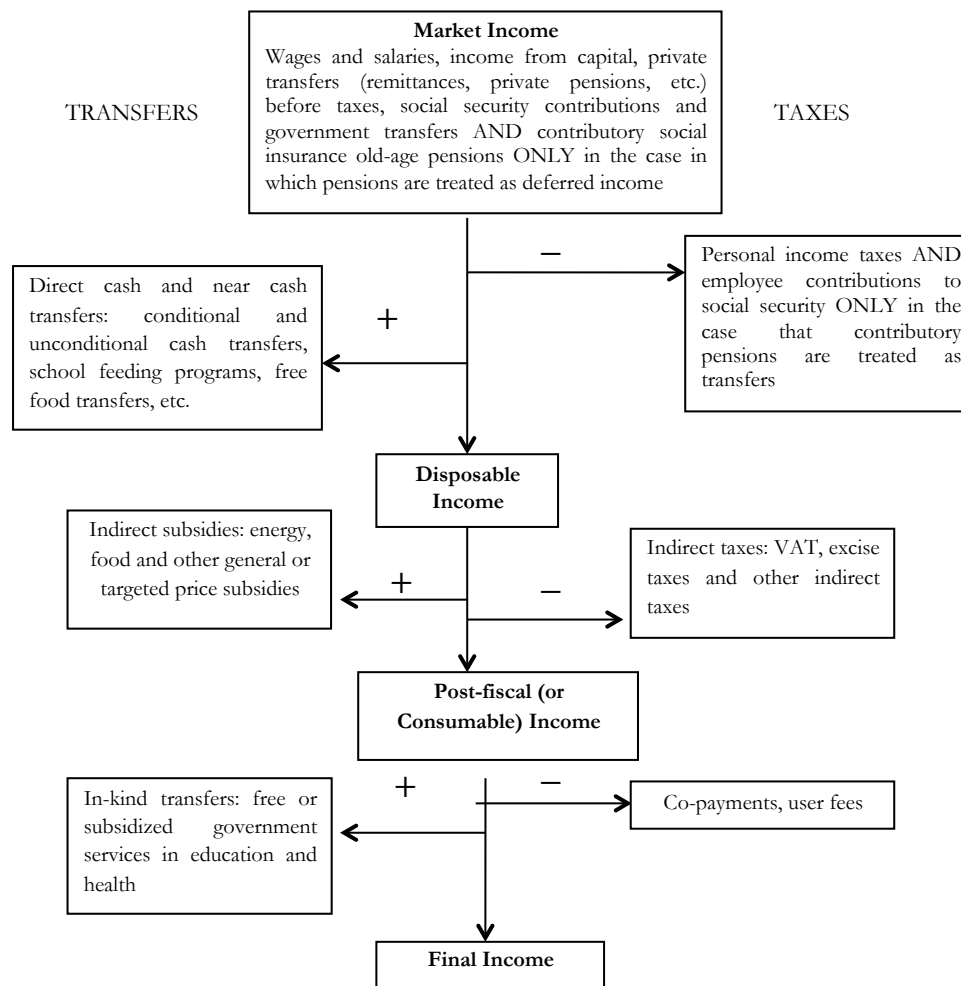 Market Income
Wages and salaries, income from capital, private
transfers (remittances, private pensions, etc.)
before taxes, social security contributions and
government transfers AND contributory social
insurance old-age pensions ONLY in the case in
which pensions are treated as deferred income
TRANSFERS
TAXES
Direct cash and near cash
transfers: conditional and
unconditional cash transfers,
school feeding programs, free
food transfers, etc.
+
−
Personal income taxes AND
employee contributions to
social security ONLY in the
case that contributory
pensions are treated as
transfers
Disposable
Income
Indirect subsidies: energy,
food and other general or
targeted price subsidies
+
−
Indirect taxes: VAT, excise
taxes and other indirect
taxes
Post-fiscal (or
Consumable) Income
In-kind transfers: free or
subsidized government
services in education and
health
+
−
Co-payments, user fees
Final Income